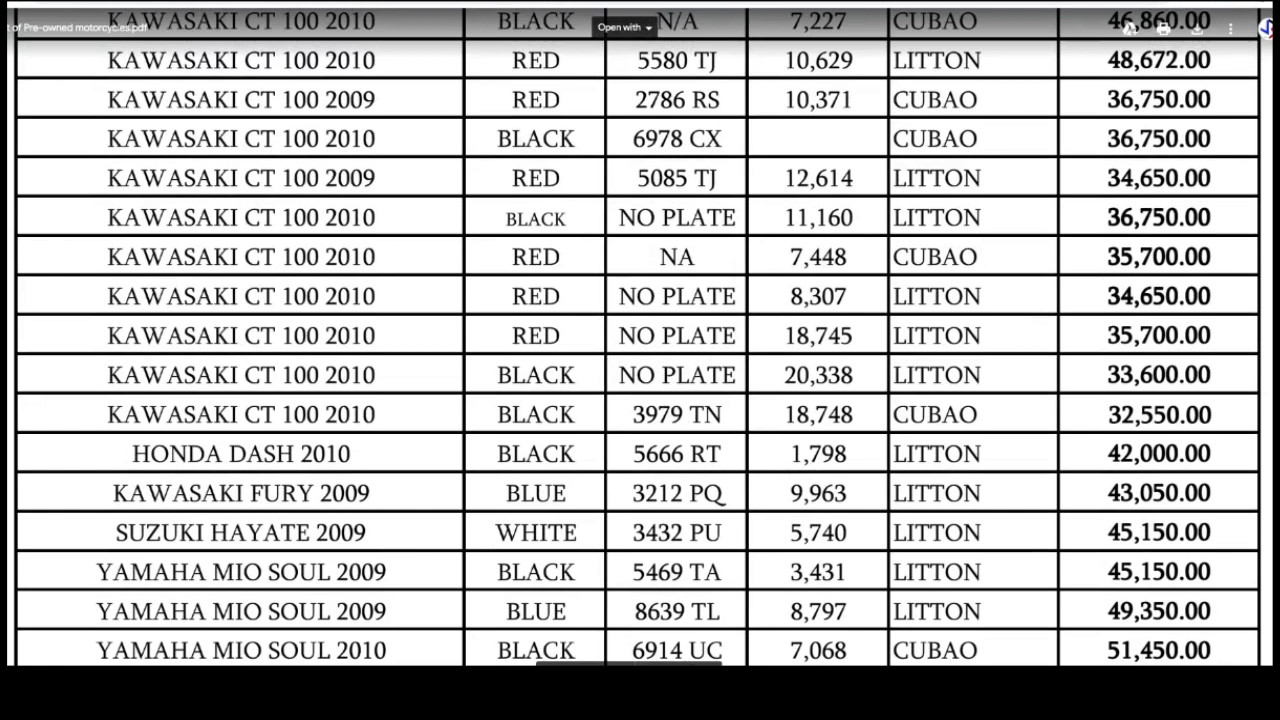 KAWASAKI CT 100 2010 BLACK N/A 7,227 CUBAO 46,860.00
t of Pre-owned motorcycles.pdf Open with
KAWASAKI CT 100 2010 RED 5580 TJ 10,629 LITTON 48,672.00
KAWASAKI CT 100 2009 RED 2786 RS 10,371 CUBAO 36,750.00
KAWASAKI CT 100 2010 BLACK 6978 CX CUBAO 36,750.00
KAWASAKI CT 100 2009 RED 5085 TJ 12,614 LITTON 34,650.00
KAWASAKI CT 100 2010 BLACK NO PLATE 11,160 LITTON 36,750.00
KAWASAKI CT 100 2010 RED NA 7,448 CUBAO 35,700.00
KAWASAKI CT 100 2010 RED NO PLATE 8,307 LITTON 34,650.00
KAWASAKI CT 100 2010 RED NO PLATE 18,745 LITTON 35,700.00
KAWASAKI CT 100 2010 BLACK NO PLATE 20,338 LITTON 33,600.00
KAWASAKI CT 100 2010 BLACK 3979 TN 18,748 CUBAO 32,550.00
HONDA DASH 2010 BLACK 5666 RT 1,798 LITTON 42,000.00
KAWASAKI FURY 2009 BLUE 3212 PQ 9,963 LITTON 43,050.00
SUZUKI HAYATE 2009 WHITE 3432 PU 5,740 LITTON 45,150.00
YAMAHA MIO SOUL 2009 BLACK 5469 TA 3,431 LITTON 45,150.00
YAMAHA MIO SOUL 2009 BLUE 8639 TL 8,797 LITTON 49,350.00
YAMAHA MIO SOUL 2010 BLACK 6914 UC 7,068 CUBAO 51,450.00